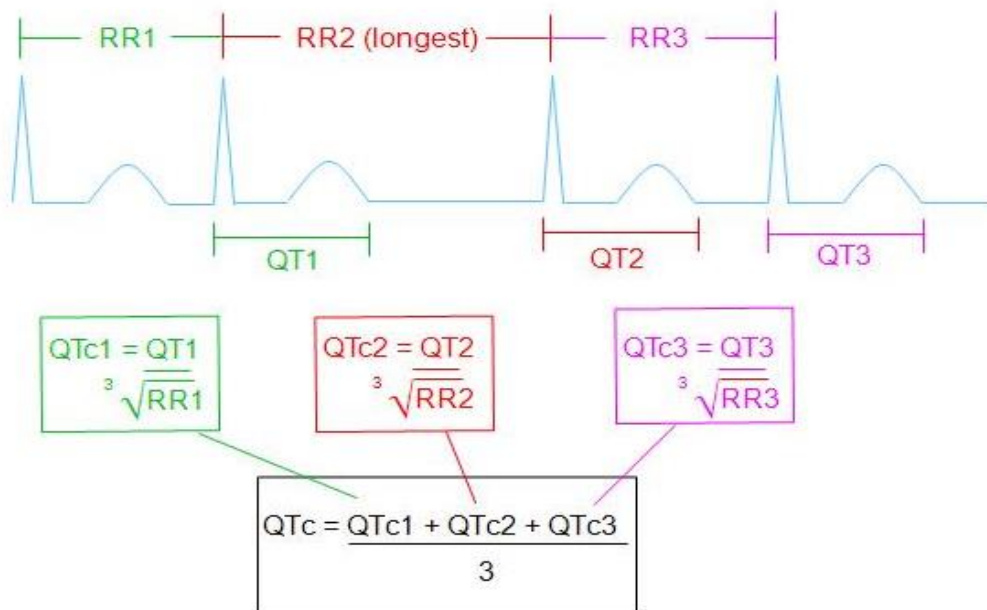 RR1 RR2 (longest) RR3
QT1 QT2 QT3
QTc1 = QT1 QTc2 = QT2 QTc3 = QT3
3√RR1 3√RR2 3√RR3
QTc = QTc1 + QTc2 + QTc3
3